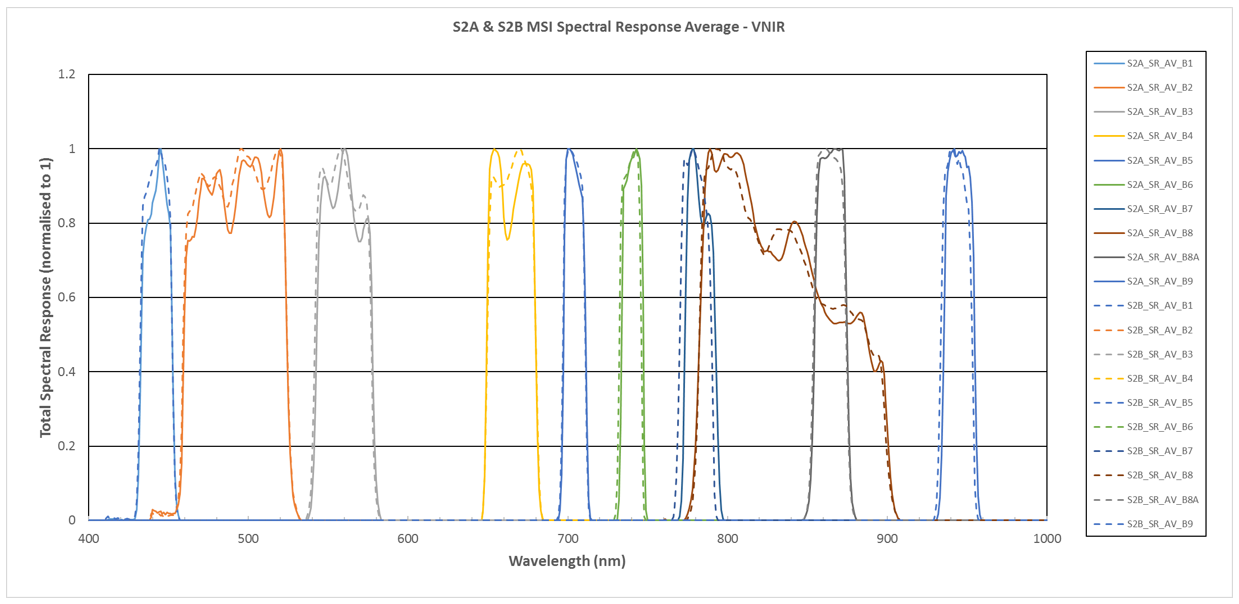 S2A & S2B MSI Spectral Response Average - VNIR
Total Spectral Response (normalised to 1)
1.2
1
0.8
0.6
0.4
0.2
0
400
500
600
700
800
900
1000
Wavelength (nm)
S2A_SR_AV_B1
S2A_SR_AV_B2
S2A_SR_AV_B3
S2A_SR_AV_B4
S2A_SR_AV_B5
S2A_SR_AV_B6
S2A_SR_AV_B7
S2A_SR_AV_B8
S2A_SR_AV_B8A
S2A_SR_AV_B9
S2B_SR_AV_B1
S2B_SR_AV_B2
S2B_SR_AV_B3
S2B_SR_AV_B4
S2B_SR_AV_B5
S2B_SR_AV_B6
S2B_SR_AV_B7
S2B_SR_AV_B8
S2B_SR_AV_B8A
S2B_SR_AV_B9